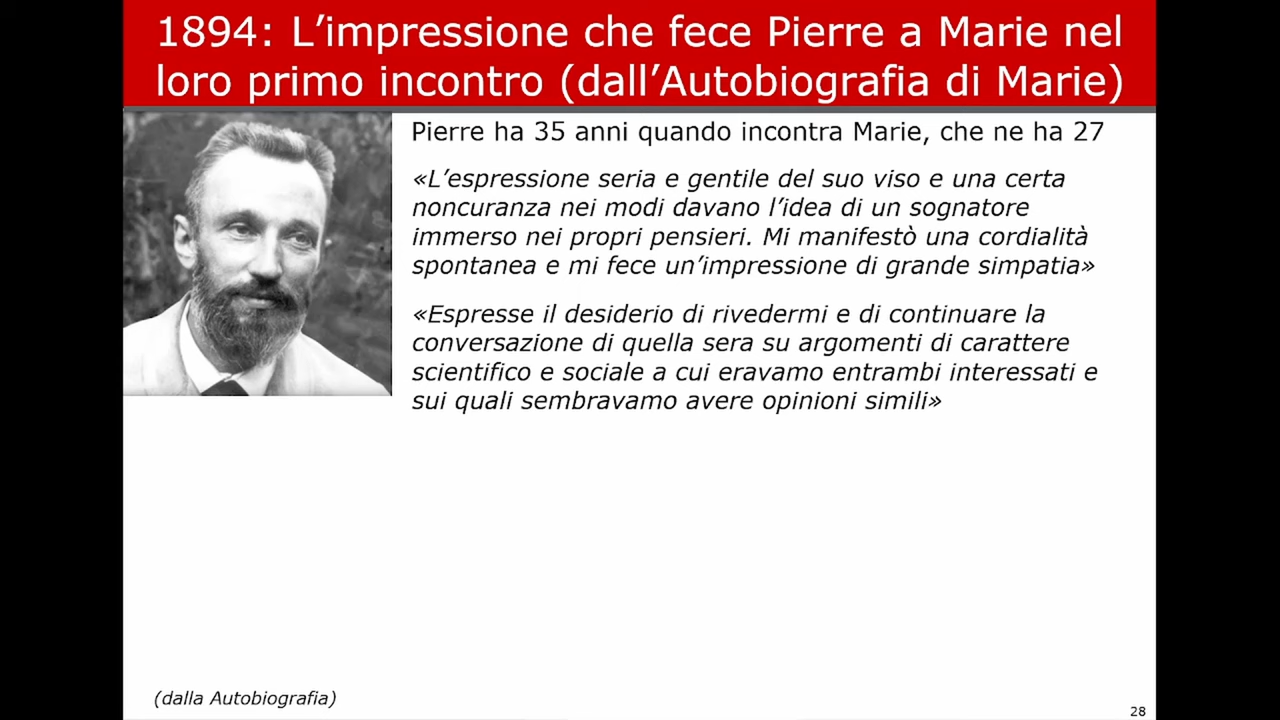 1894: L’impressione che fece Pierre a Marie nel
loro primo incontro (dall’Autobiografia di Marie)
Pierre ha 35 anni quando incontra Marie, che ne ha 27
«L’espressione seria e gentile del suo viso e una certa
noncuranza nei modi davano l’idea di un sognatore
immerso nei propri pensieri. Mi manifestò una cordialità
spontanea e mi fece un’impressione di grande simpatia»
«Espresse il desiderio di rivedermi e di continuare la
conversazione di quella sera su argomenti di carattere
scientifico e sociale a cui eravamo entrambi interessati e
sui quali sembravamo avere opinioni simili»
(dalla Autobiografia)
28